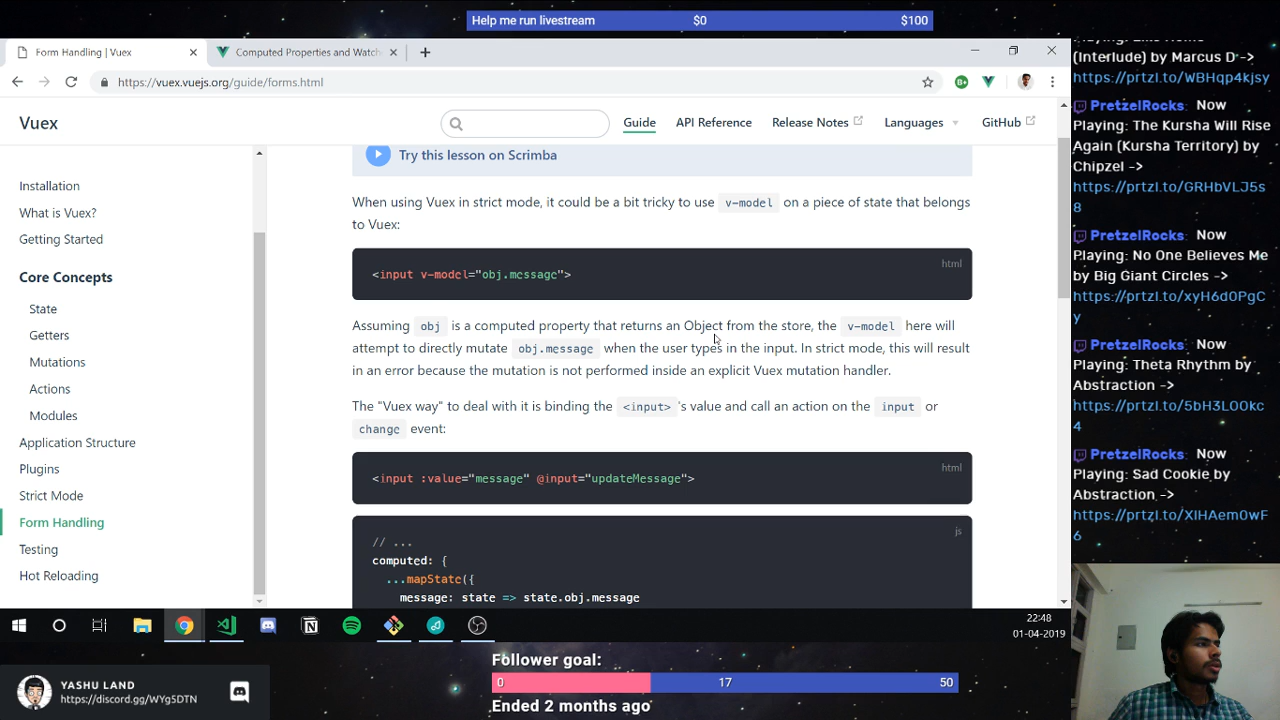 Help me run livestream $0 $100
Form Handling | Vuex
Computed Properties and Watch
https://vuex.vuejs.org/guide/forms.html
Vuex
Guide
API Reference
Release Notes
Languages
GitHub
Installation
What is Vuex?
Getting Started
Core Concepts
State
Getters
Mutations
Actions
Modules
Application Structure
Plugins
Strict Mode
Form Handling
Testing
Hot Reloading
Try this lesson on Scrimba
When using Vuex in strict mode, it could be a bit tricky to use v-model on a piece of state that belongs
to Vuex:
html
<input v-model="obj.message">
Assuming obj is a computed property that returns an Object from the store, the v-model here will
attempt to directly mutate obj.message when the user types in the input. In strict mode, this will result
in an error because the mutation is not performed inside an explicit Vuex mutation handler.
The "Vuex way" to deal with it is binding the <input> 's value and call an action on the input or
change event:
html
<input :value="message" @input="updateMessage">
js
// ...
computed: {
...mapState({
message: state => state.obj.message
(Interlude) by Marcus D ->
https://prtzl.to/WBHqp4kjsy
PretzelRocks: Now
Playing: The Kursha Will Rise
Again (Kursha Territory) by
Chipzel ->
https://prtzl.to/GRHbVLJ5s
8
PretzelRocks: Now
Playing: No One Believes Me
by Big Giant Circles ->
https://prtzl.to/xyH6d0PgC
y
PretzelRocks: Now
Playing: Theta Rhythm by
Abstraction ->
https://prtzl.to/5bH3LOOkc
4
PretzelRocks: Now
Playing: Sad Cookie by
Abstraction ->
https://prtzl.to/XIHAem0wF
6
22:48
01-04-2019
YASHU LAND
https://discord.gg/WYg5DTN
Follower goal:
0 17 50
Ended 2 months ago